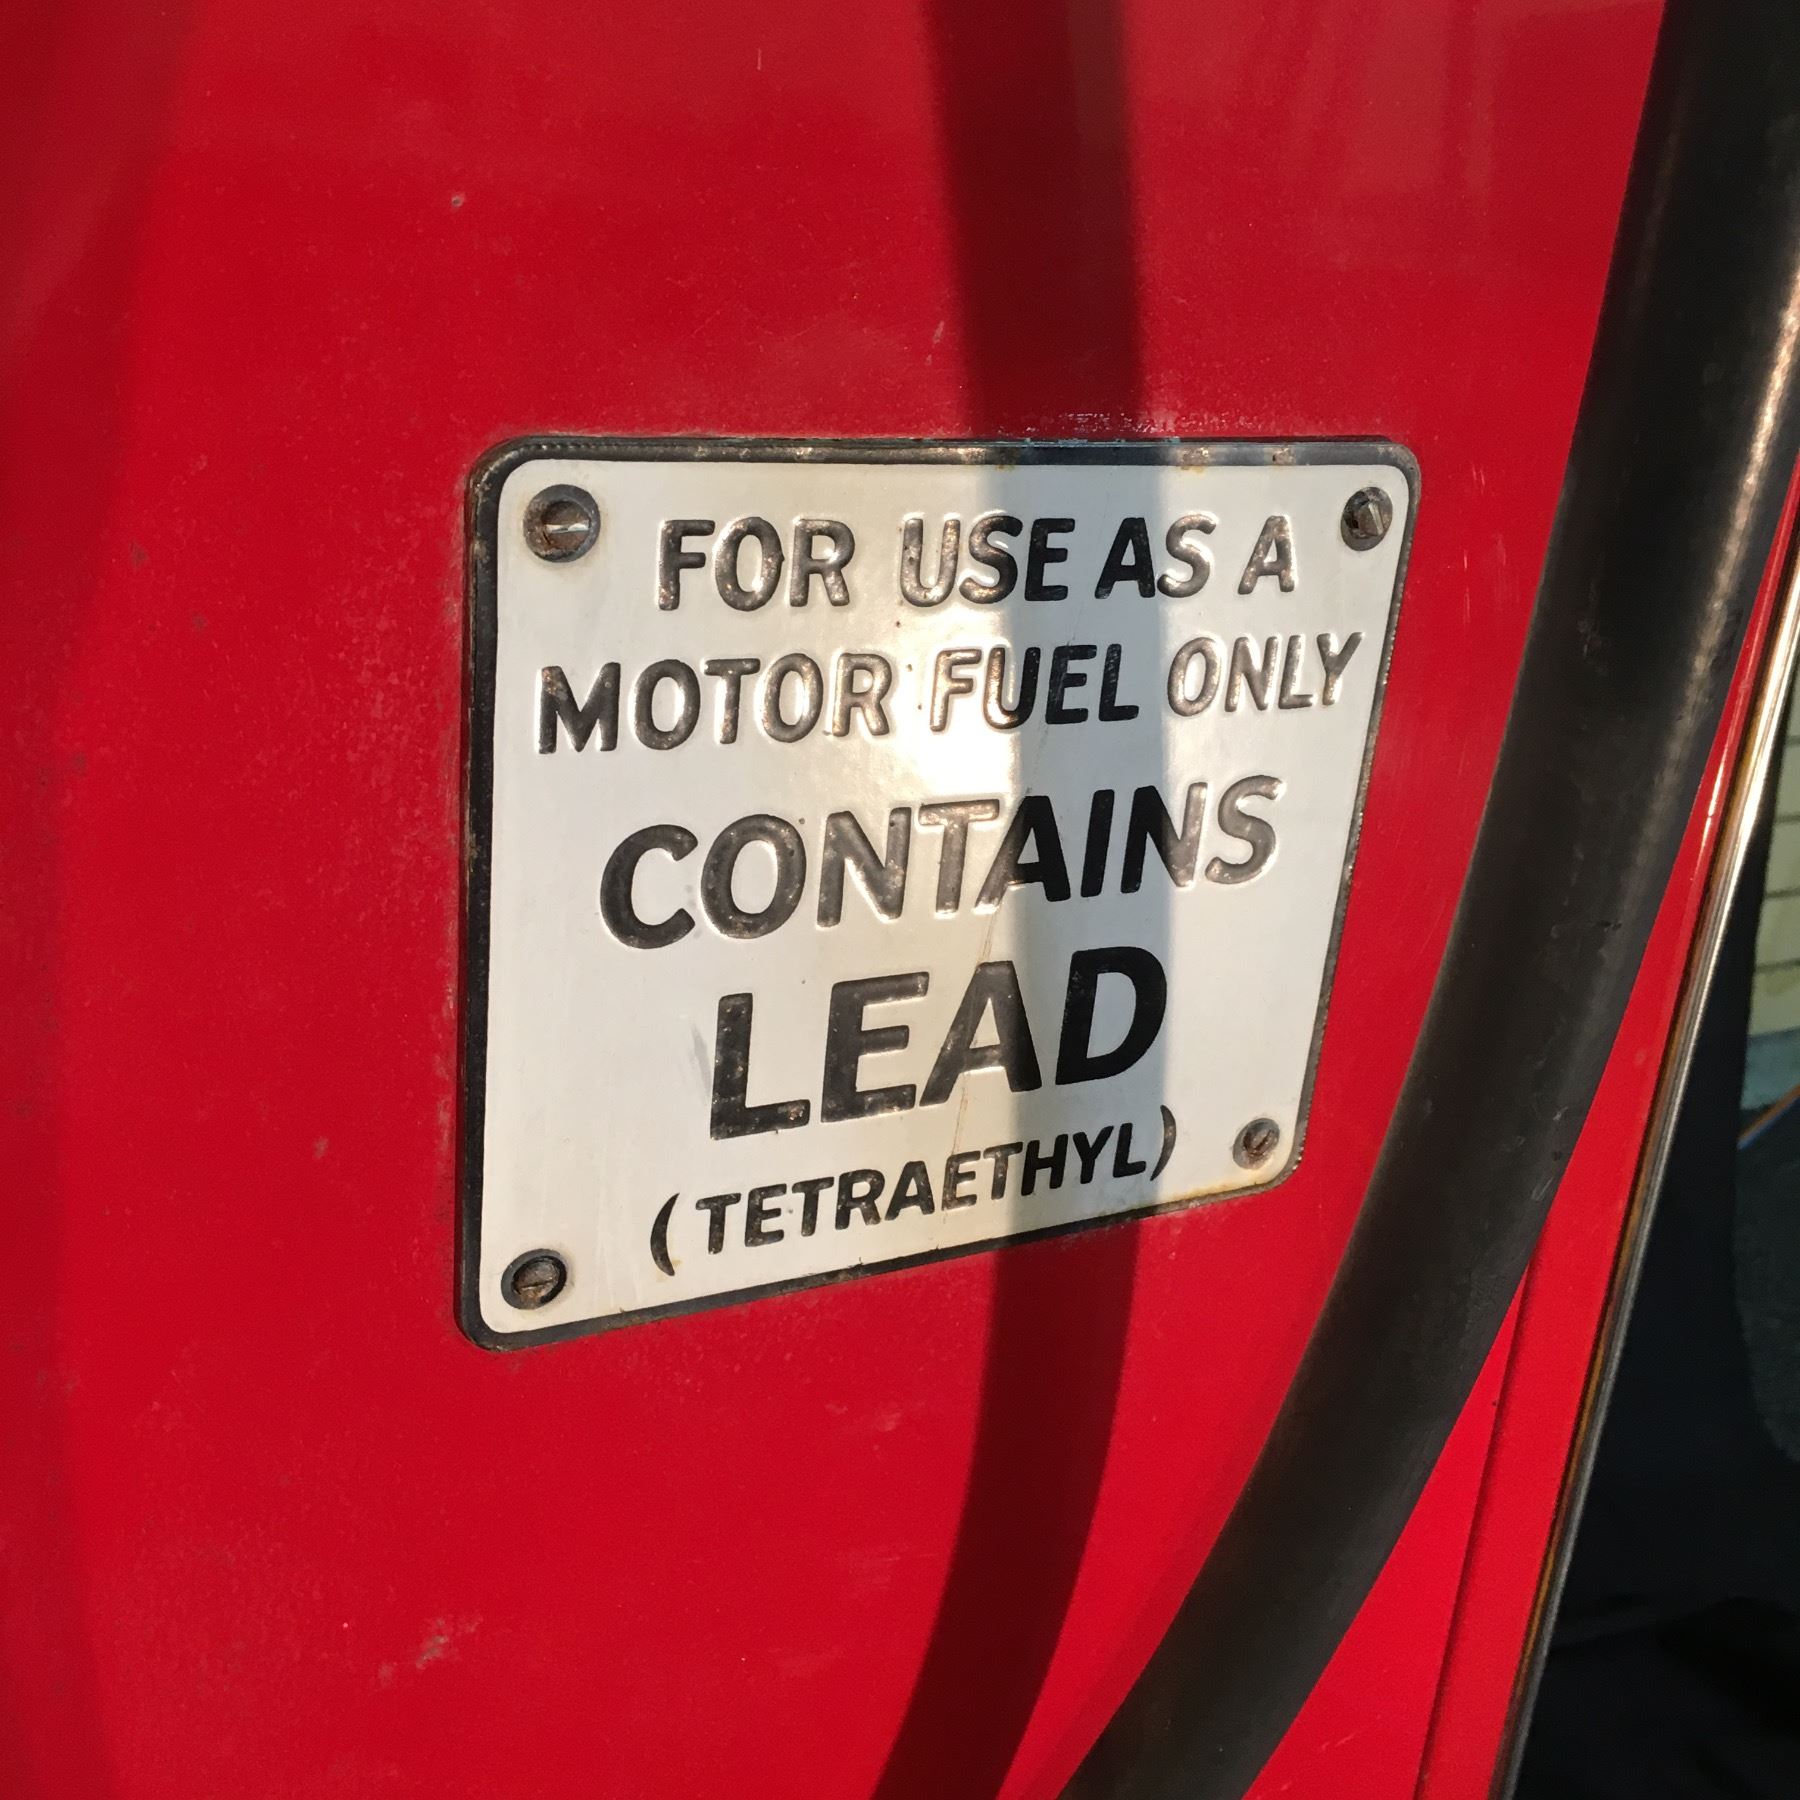 FOR USE AS A
MOTOR FUEL ONLY
CONTAINS
LEAD
(TETRAETHYL)